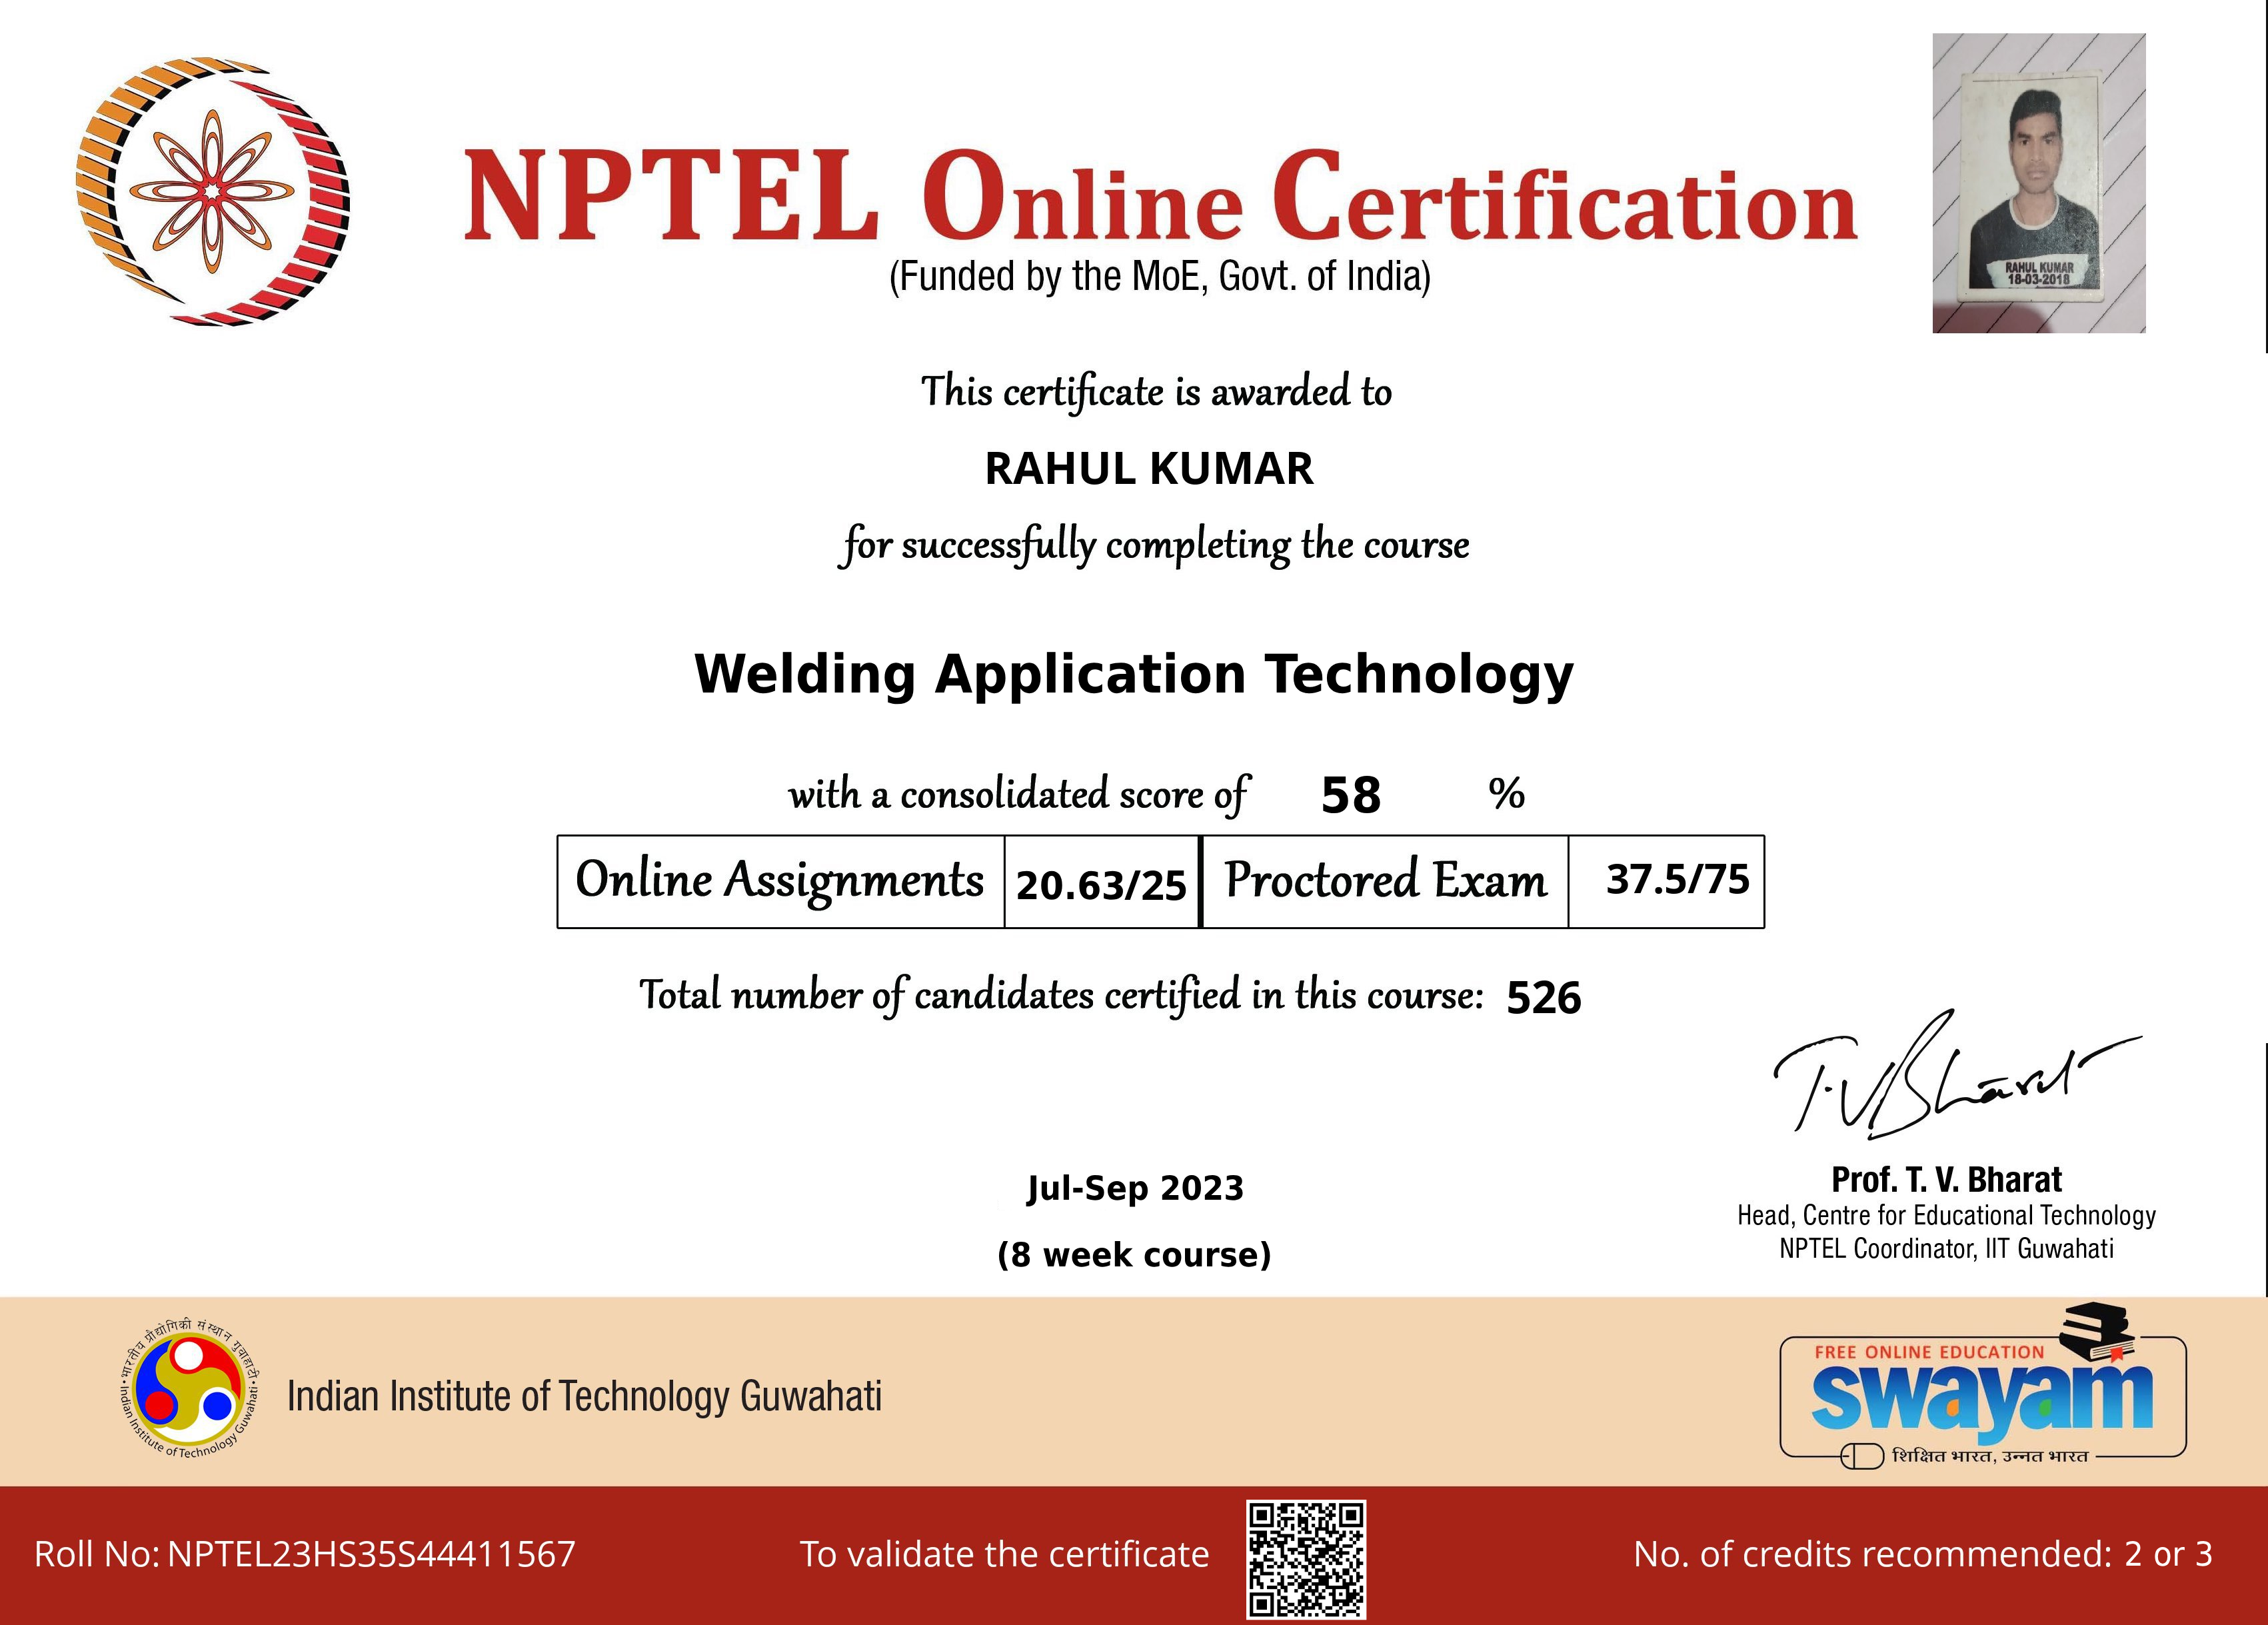 NPTEL Online Certification
(Funded by the MoE, Govt. of India)
RAHUL KUMAR
18-03-2018
This certificate is awarded to
RAHUL KUMAR
for successfully completing the course
Welding Application Technology
with a consolidated score of 58 %
Online Assignments 20.63/25 Proctored Exam 37.5/75
Total number of candidates certified in this course: 526
T.V.Bharat
Jul-Sep 2023
(8 week course)
Prof. T. V. Bharat
Head, Centre for Educational Technology
NPTEL Coordinator, IIT Guwahati
भारतीय प्रौद्योगिकी संस्थान गुवाहाटी
Indian Institute of Technology Guwahati
Indian Institute of Technology Guwahati
FREE ONLINE EDUCATION
swayam
शिक्षित भारत, उन्नत भारत
Roll No: NPTEL23HS35S44411567
To validate the certificate
No. of credits recommended: 2 or 3